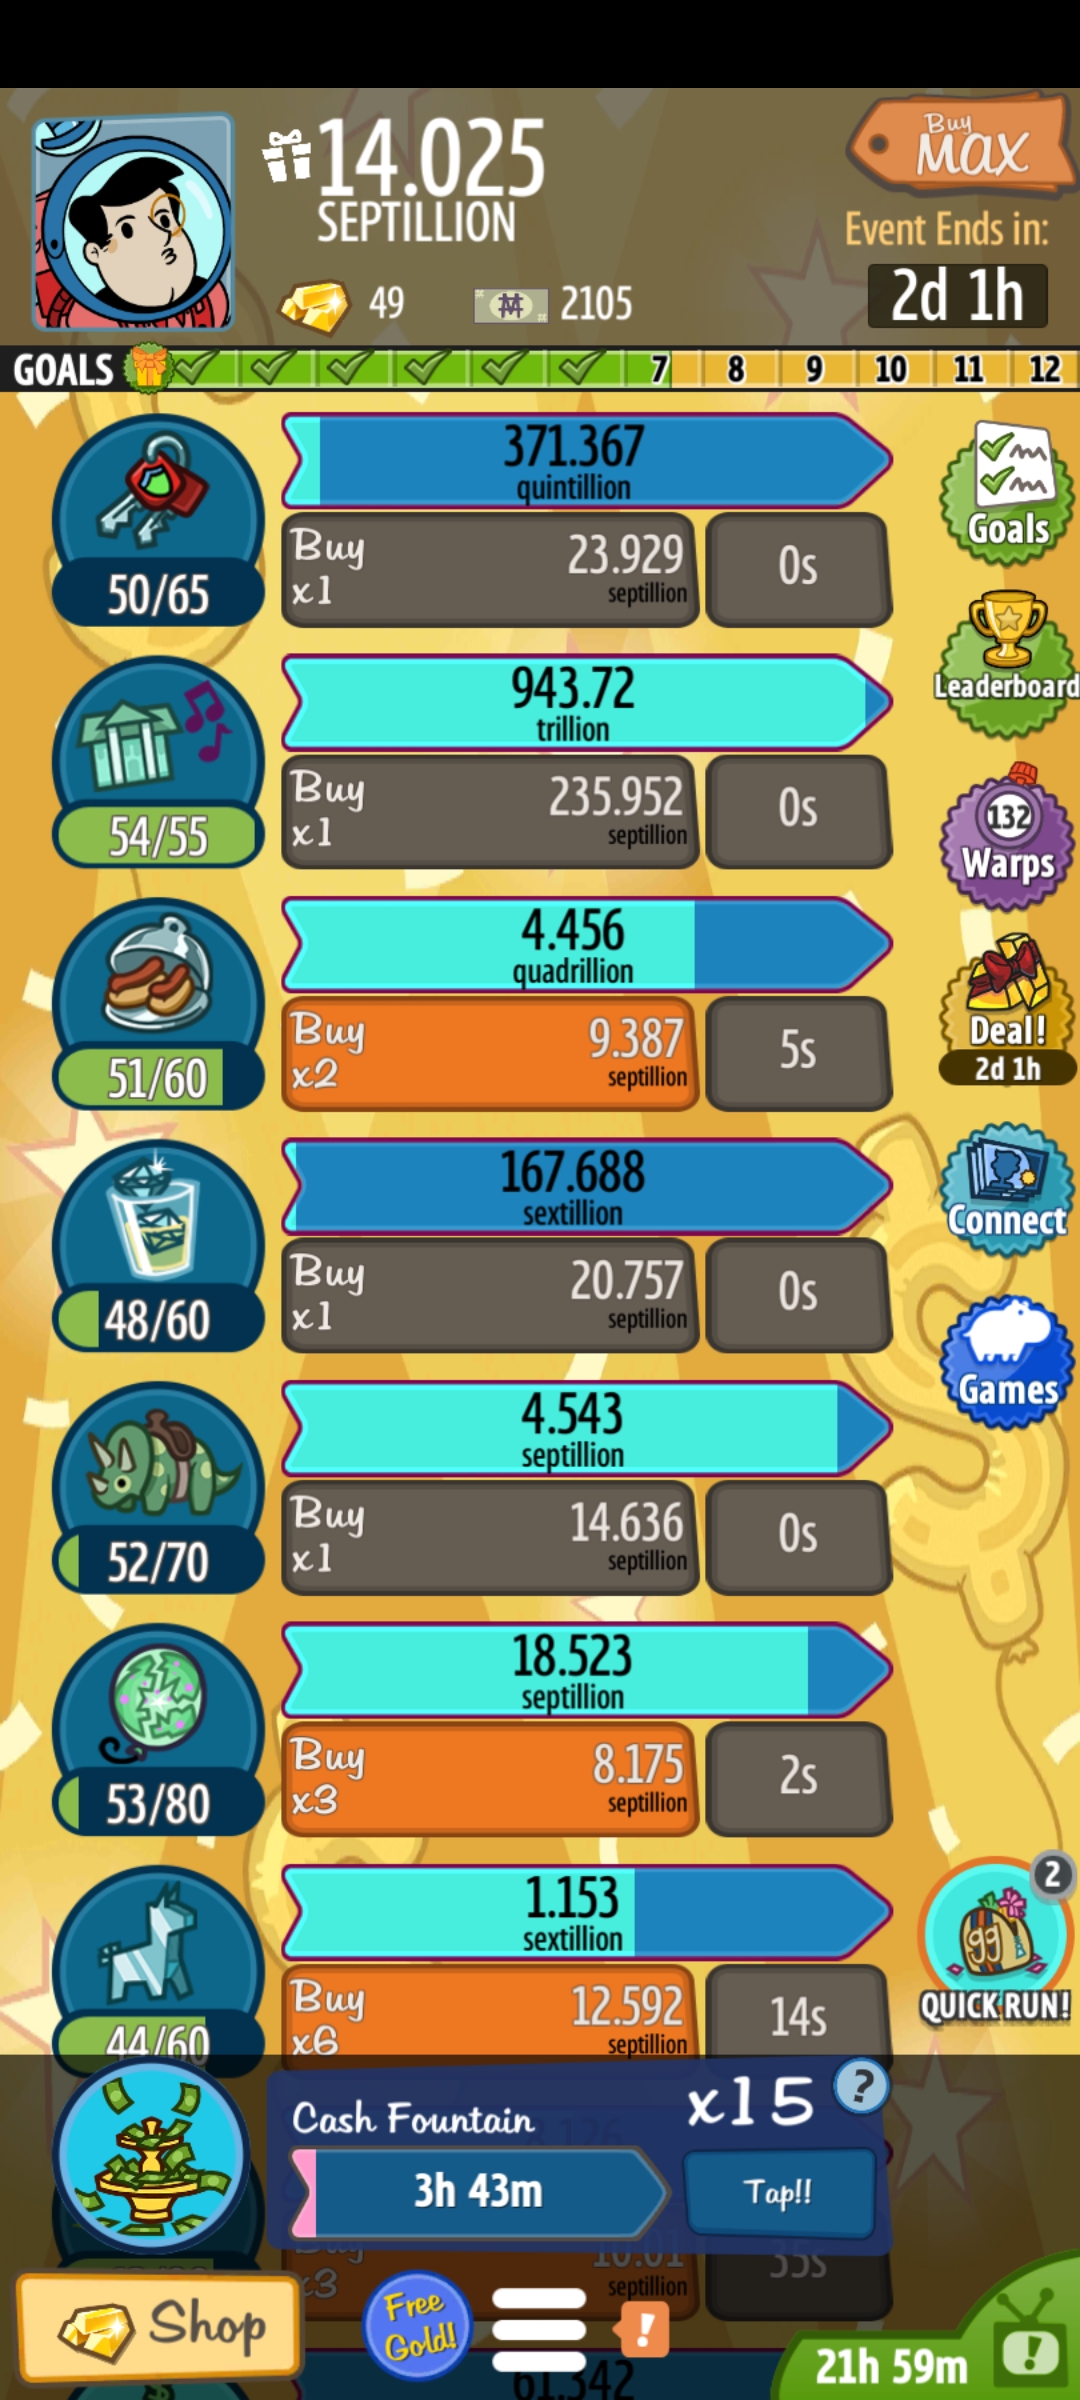 14.025
SEPTILLION
Buy
MAX
Event Ends in:
2d 1h
49
2105
GOALS
7 8 9 10 11 12
371.367
quintillion
Buy
x1
23.929
septillion
0s
50/65
Goals
943.72
trillion
Buy
x1
235.952
septillion
0s
54/55
Leaderboard
132
Warps
4.456
quadrillion
Buy
x2
9.387
septillion
5s
51/60
Deal!
2d 1h
167.688
sextillion
Buy
x1
20.757
septillion
0s
48/60
Connect
Games
4.543
septillion
Buy
x1
14.636
septillion
0s
52/70
18.523
septillion
Buy
x3
8.175
septillion
2s
53/80
1.153
sextillion
Buy
x6
12.592
septillion
14s
44/60
2
gg
QUICK RUN!
Cash Fountain
x15
?
3h 43m
Tap!!
Buy
x3
10.01
septillion
35s
Shop
Free
Gold!
!
21h 59m
!
61.342